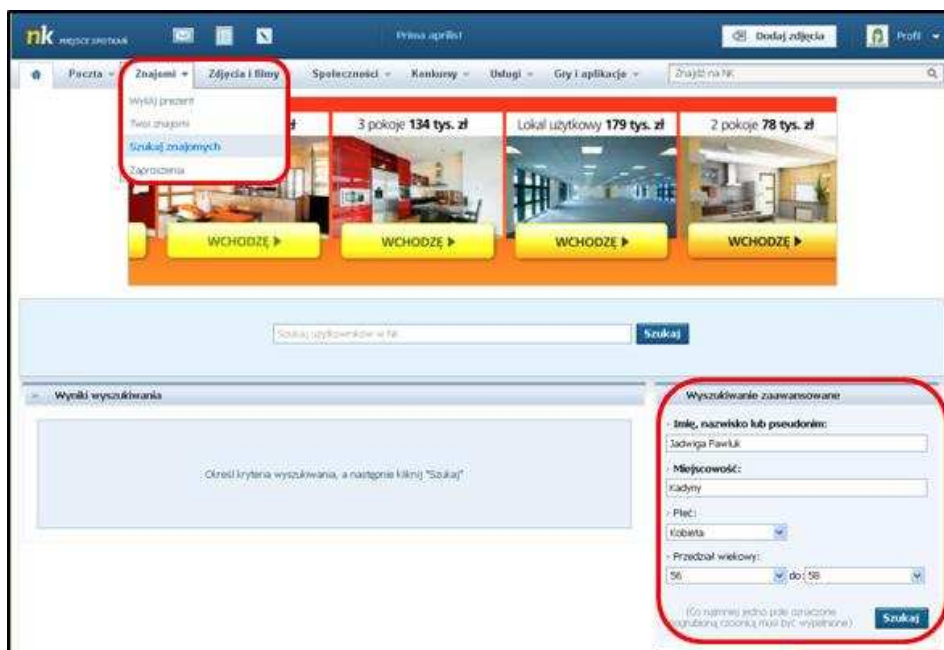 nk MIEJSCE SPOTKAŃ
Prima aprilis!
Dodaj zdjęcia
Profil
Poczta
Znajomi
Zdjęcia i filmy
Społeczności
Konkursy
Usługi
Gry i aplikacje
Znajdź na NK
Wyślij prezent
Twoi znajomi
Szukaj znajomych
Zaproszenia
zł
3 pokoje 134 tys. zł
Lokal użytkowy 179 tys. zł
2 pokoje 78 tys. zł
WCHODZĘ
WCHODZĘ
WCHODZĘ
WCHODZĘ
Szukaj użytkowników w NK
Szukaj
Wyniki wyszukiwania
Określ kryteria wyszukiwania, a następnie kliknij "Szukaj"
Wyszukiwanie zaawansowane
Imię, nazwisko lub pseudonim:
Jadwiga Pawluk
Miejscowość:
Kadyny
Płeć:
Kobieta
Przedział wiekowy:
56 do: 58
(Co najmniej jedno pole oznaczone
pogrubioną czcionką musi być wypełnione)
Szukaj